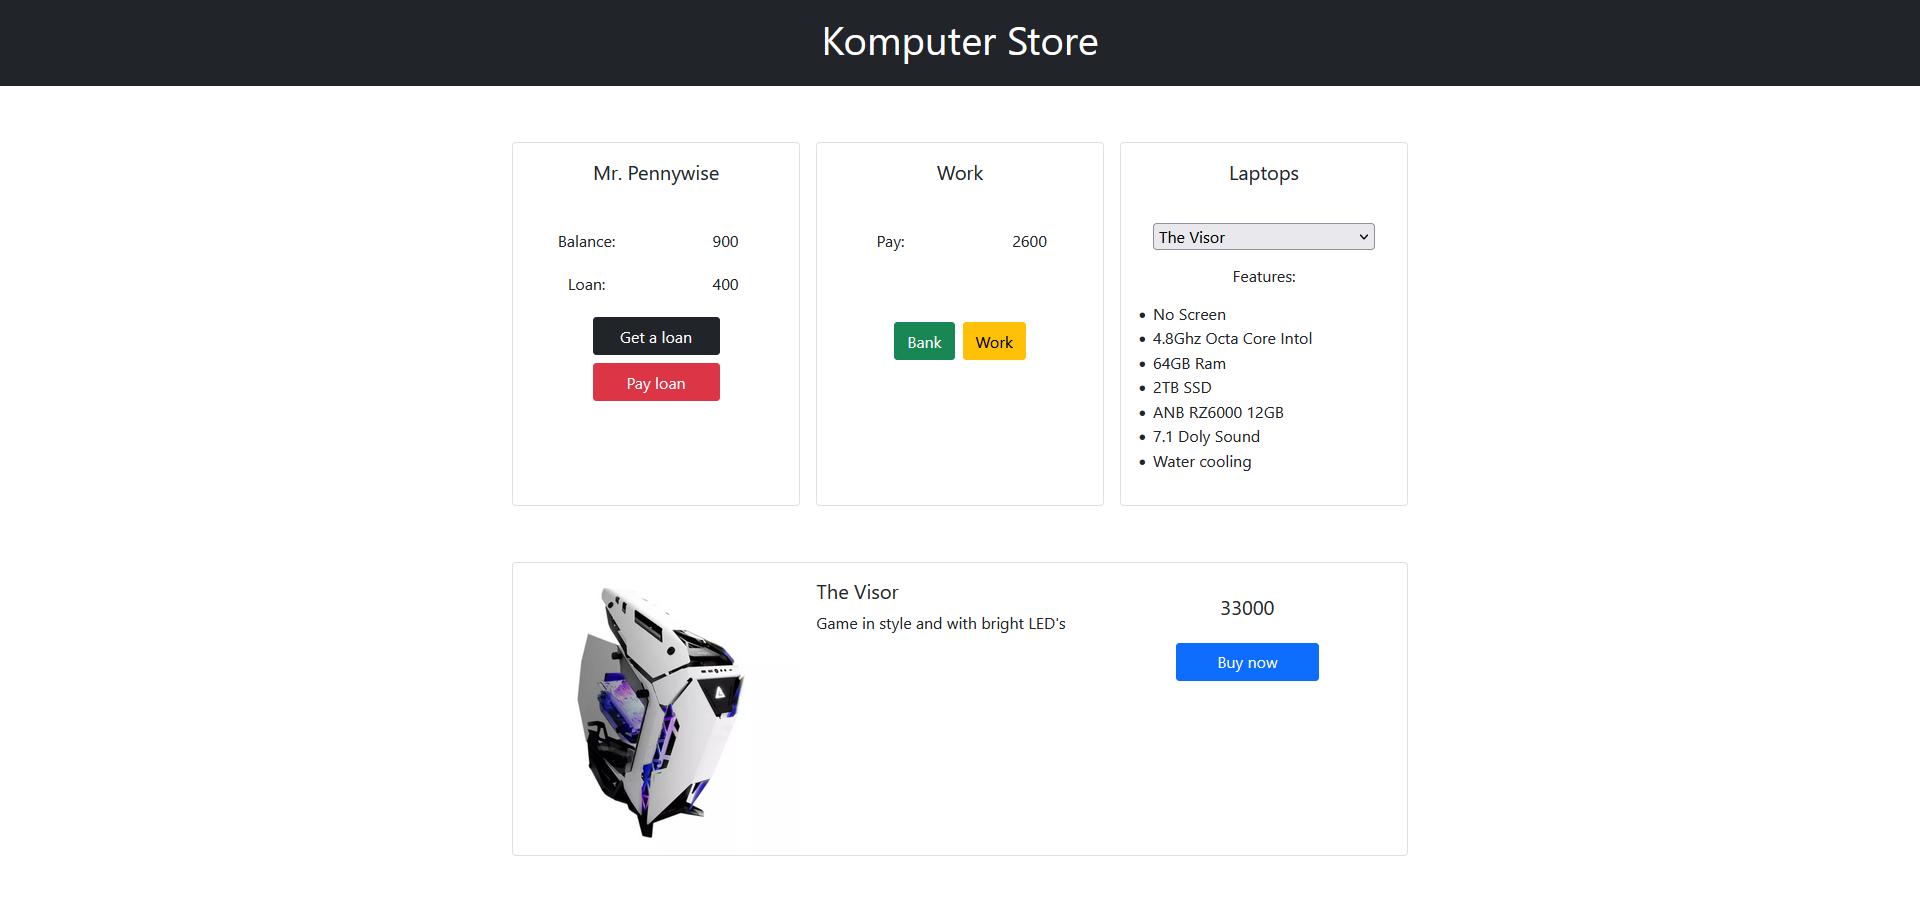 Komputer Store
Mr. Pennywise
Balance: 900
Loan: 400
Get a loan
Pay loan
Work
Pay: 2600
Bank Work
Laptops
The Visor
Features:
No Screen
4.8Ghz Octa Core Intol
64GB Ram
2TB SSD
ANB RZ6000 12GB
7.1 Doly Sound
Water cooling
The Visor
Game in style and with bright LED's
33000
Buy now